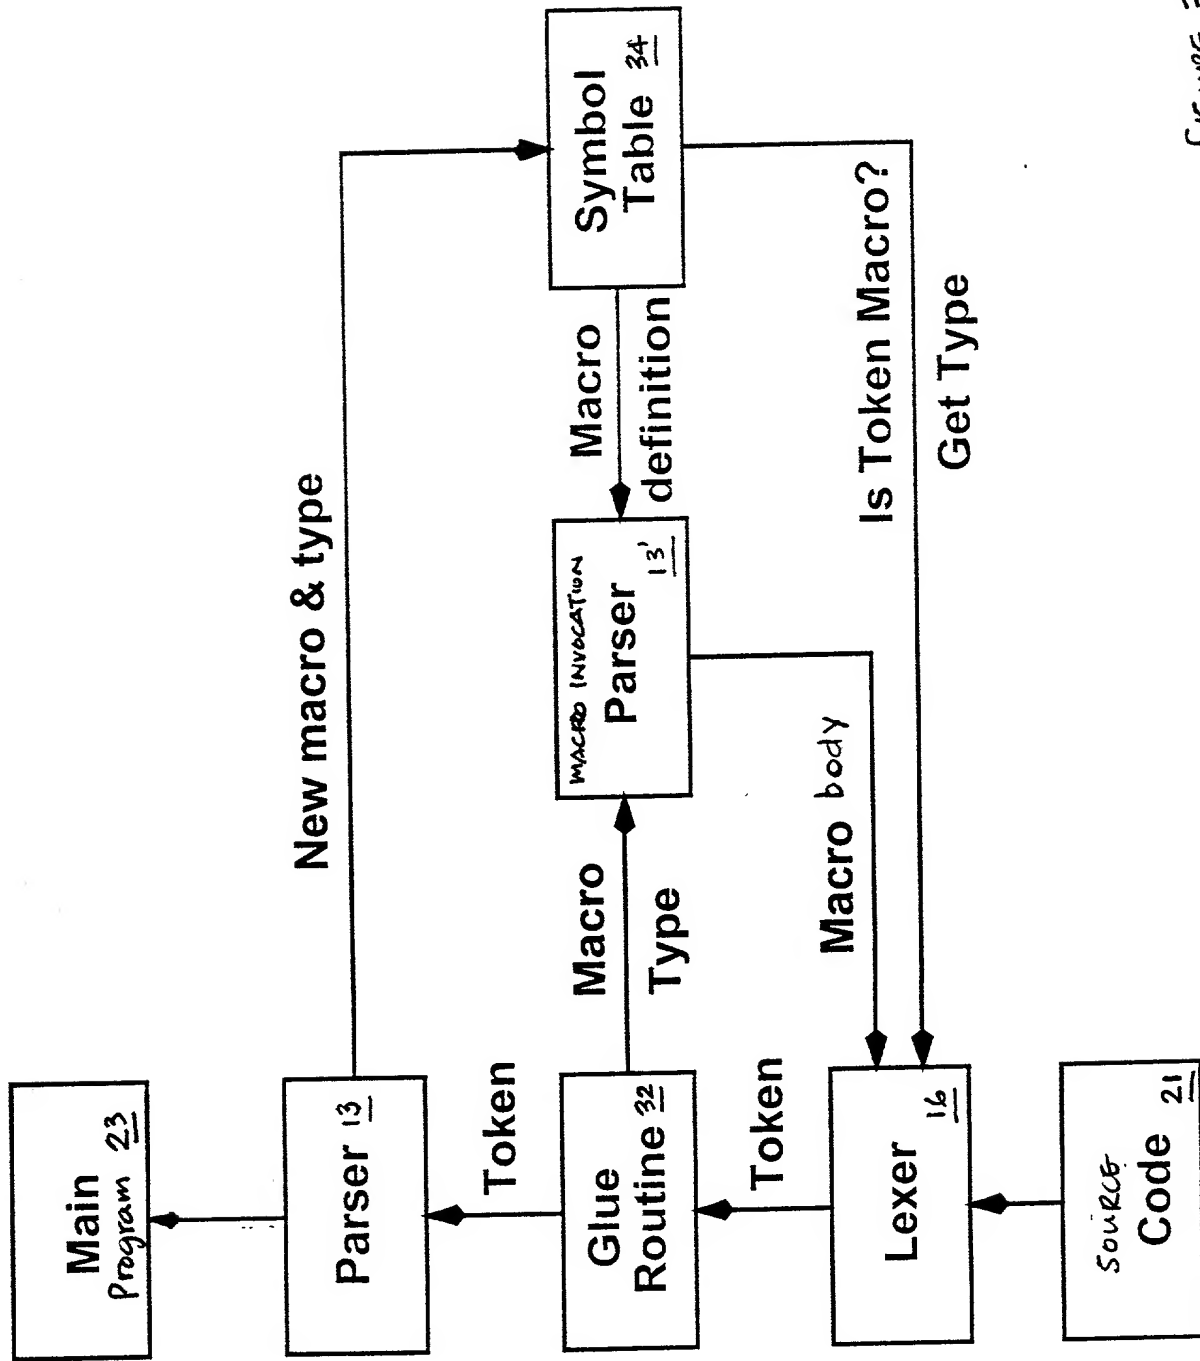 Main
Program 23
New macro & type
Parser 13
Token
Glue
Routine 32
Macro
Type
MACRO INVOCATION
Parser
13'
Macro
definition
Symbol
Table 34
Token
Macro body
Is Token Macro?
Get Type
Lexer
16
SOURCE
Code
21